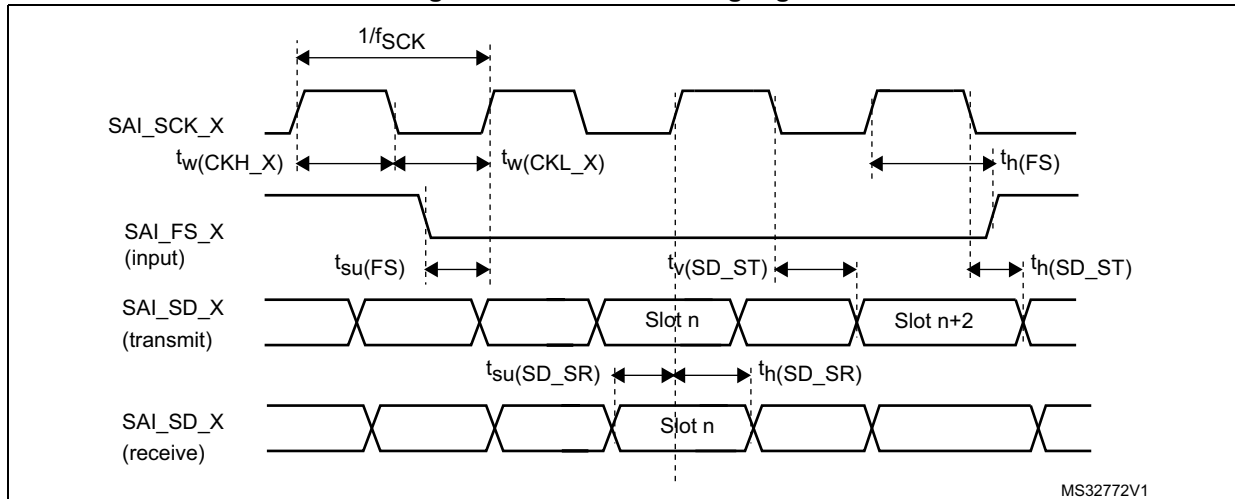 1/fSCK
SAI_SCK_X
tw(CKH_X) tw(CKL_X) th(FS)
SAI_FS_X
(input)
tsu(FS) tv(SD_ST) th(SD_ST)
SAI_SD_X
(transmit)
Slot n Slot n+2
tsu(SD_SR) th(SD_SR)
SAI_SD_X
(receive)
Slot n
MS32772V1